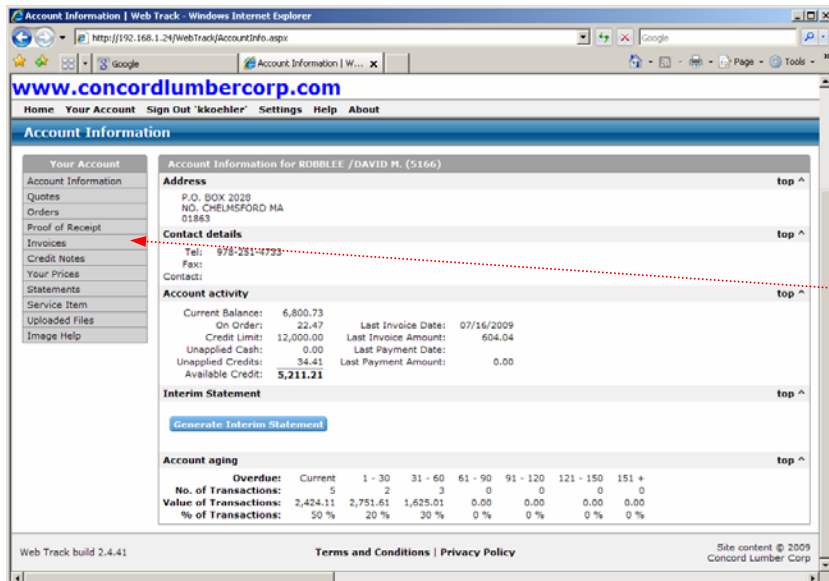 Account Information | Web Track - Windows Internet Explorer
http://192.168.1.24/WebTrack/AccountInfo.aspx
Google
Google
Account Information | W...
Page
Tools
www.concordlumbercorp.com
Home Your Account Sign Out 'kkoehler' Settings Help About
Account Information
Your Account
Account Information
Quotes
Orders
Proof of Receipt
Invoices
Credit Notes
Your Prices
Statements
Service Item
Uploaded Files
Image Help
Account Information for ROBBLEE /DAVID M. (5166)
Address top ^
P.O. BOX 2028
NO. CHELMSFORD MA
01863
Contact details top ^
Tel: 978-251-4733
Fax:
Contact:
Account activity top ^
Current Balance: 6,800.73
On Order: 22.47 Last Invoice Date: 07/16/2009
Credit Limit: 12,000.00 Last Invoice Amount: 604.04
Unapplied Cash: 0.00 Last Payment Date:
Unapplied Credits: 34.41 Last Payment Amount: 0.00
Available Credit: 5,211.21
Interim Statement top ^
Generate Interim Statement
Account aging top ^
Overdue: Current 1 - 30 31 - 60 61 - 90 91 - 120 121 - 150 151 +
No. of Transactions: 5 2 3 0 0 0 0
Value of Transactions: 2,424.11 2,751.61 1,625.01 0.00 0.00 0.00 0.00
% of Transactions: 50 % 20 % 30 % 0 % 0 % 0 % 0 %
Web Track build 2.4.41
Terms and Conditions | Privacy Policy
Site content © 2009
Concord Lumber Corp